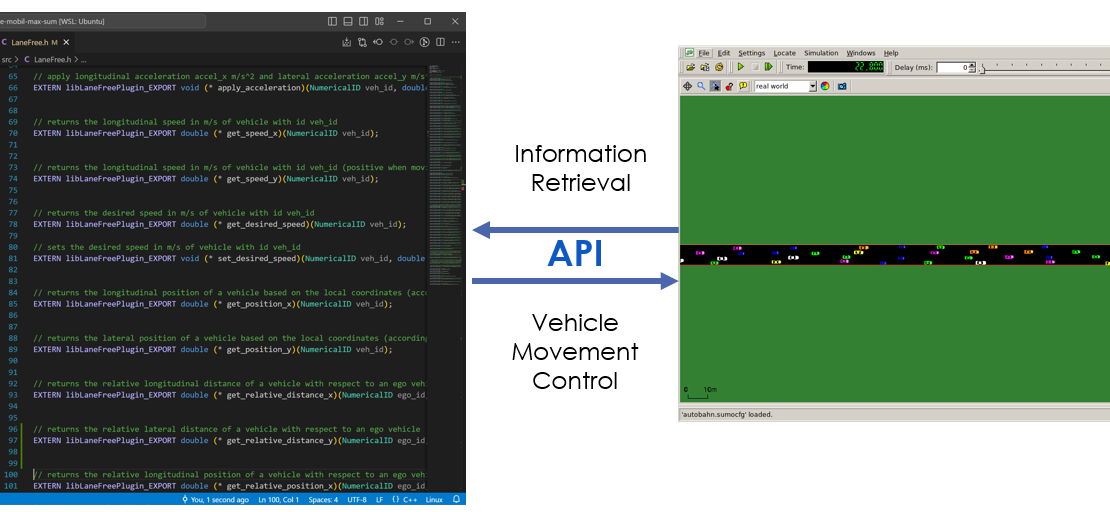 e-mobil-max-sum [WSL: Ubuntu]
LaneFree.h M
src > C LaneFree.h > ...
65 // apply longitudinal acceleration accel_x m/s^2 and lateral acceleration accel_y m/s
66 EXTERN libLaneFreePlugin_EXPORT void (* apply_acceleration)(NumericalID veh_id, doubl
67
68
69 // returns the longitudinal speed in m/s of vehicle with id veh_id
70 EXTERN libLaneFreePlugin_EXPORT double (* get_speed_x)(NumericalID veh_id);
71
72
73 // returns the longitudinal speed in m/s of vehicle with id veh_id (positive when mov
74 EXTERN libLaneFreePlugin_EXPORT double (* get_speed_y)(NumericalID veh_id);
75
76
77 // returns the desired speed in m/s of vehicle with id veh_id
78 EXTERN libLaneFreePlugin_EXPORT double (* get_desired_speed)(NumericalID veh_id);
79
80 // sets the desired speed in m/s of vehicle with id veh_id
81 EXTERN libLaneFreePlugin_EXPORT void (* set_desired_speed)(NumericalID veh_id, double
82
83
84 // returns the longitudinal position of a vehicle based on the local coordinates (acc
85 EXTERN libLaneFreePlugin_EXPORT double (* get_position_x)(NumericalID veh_id);
86
87
88 // returns the lateral position of a vehicle based on the local coordinates (according
89 EXTERN libLaneFreePlugin_EXPORT double (* get_position_y)(NumericalID veh_id);
90
91
92 // returns the relative longitudinal distance of a vehicle with respect to an ego veh
93 EXTERN libLaneFreePlugin_EXPORT double (* get_relative_distance_x)(NumericalID ego_id
94
95
96 // returns the relative lateral distance of a vehicle with respect to an ego vehicle
97 EXTERN libLaneFreePlugin_EXPORT double (* get_relative_distance_y)(NumericalID ego_id
98
99
100 // returns the relative longitudinal position of a vehicle with respect to an ego veh
101 EXTERN libLaneFreePlugin_EXPORT double (* get_relative_position_x)(NumericalID ego_id
You, 1 second ago Ln 100, Col 1 Spaces: 4 UTF-8 LF {} C++ Linux
Information
Retrieval
API
Vehicle
Movement
Control
File Edit Settings Locate Simulation Windows Help
Time: 22.800 Delay (ms): 0
real world
0 10m
'autobahn.sumocfg' loaded.